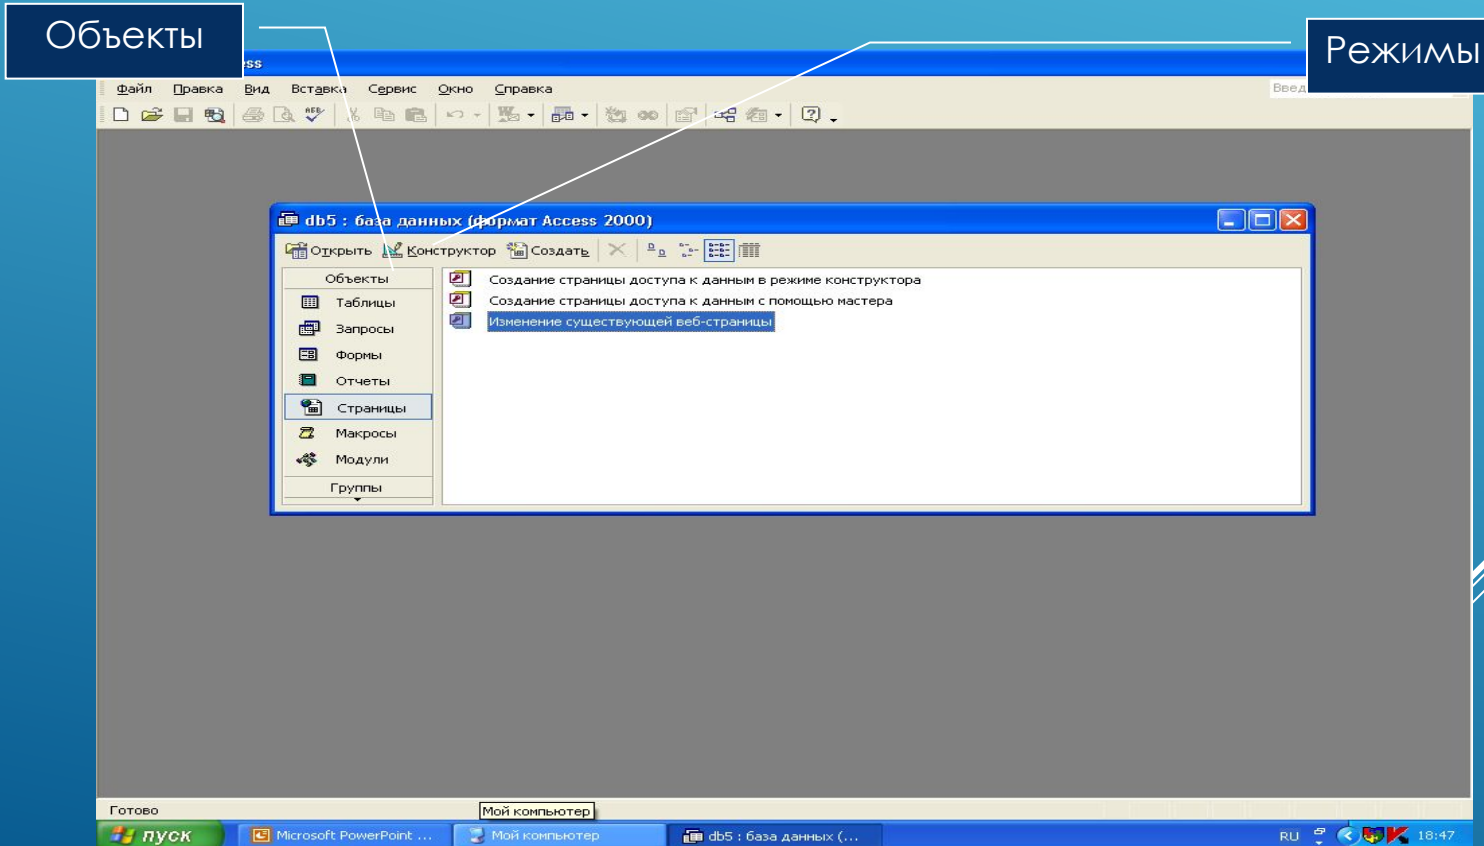 Объекты
Режимы
ess
Файл Правка Вид Вставка Сервис Окно Справка
Введ
db5 : база данных (формат Access 2000)
Открыть Конструктор Создать
Объекты
Таблицы
Запросы
Формы
Отчеты
Страницы
Макросы
Модули
Группы
Создание страницы доступа к данным в режиме конструктора
Создание страницы доступа к данным с помощью мастера
Изменение существующей веб-страницы
Готово
Мой компьютер
пуск
Microsoft PowerPoint ...
Мой компьютер
db5 : база данных (...
RU
18:47